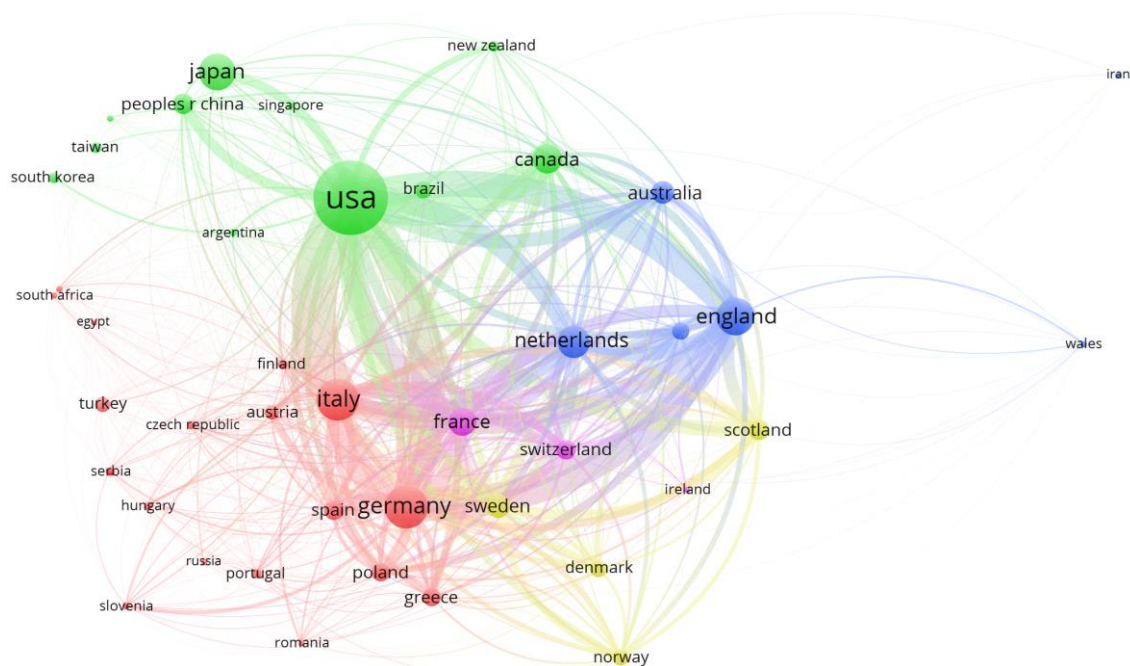 new zealand
japan
iran
peoples r china
singapore
taiwan
canada
south korea
usa
brazil
australia
argentina
south africa
england
egypt
netherlands
wales
finland
italy
turkey
austria
france
czech republic
scotland
switzerland
serbia
ireland
hungary
spain
germany
sweden
russia
portugal
poland
denmark
greece
slovenia
romania
norway